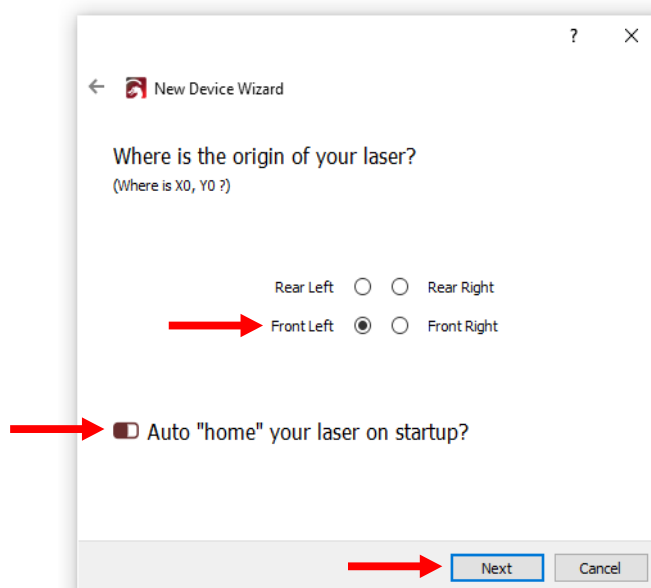 ?
New Device Wizard
Where is the origin of your laser?
(Where is X0, Y0 ?)
Rear Left Rear Right
Front Left Front Right
Auto "home" your laser on startup?
Next Cancel